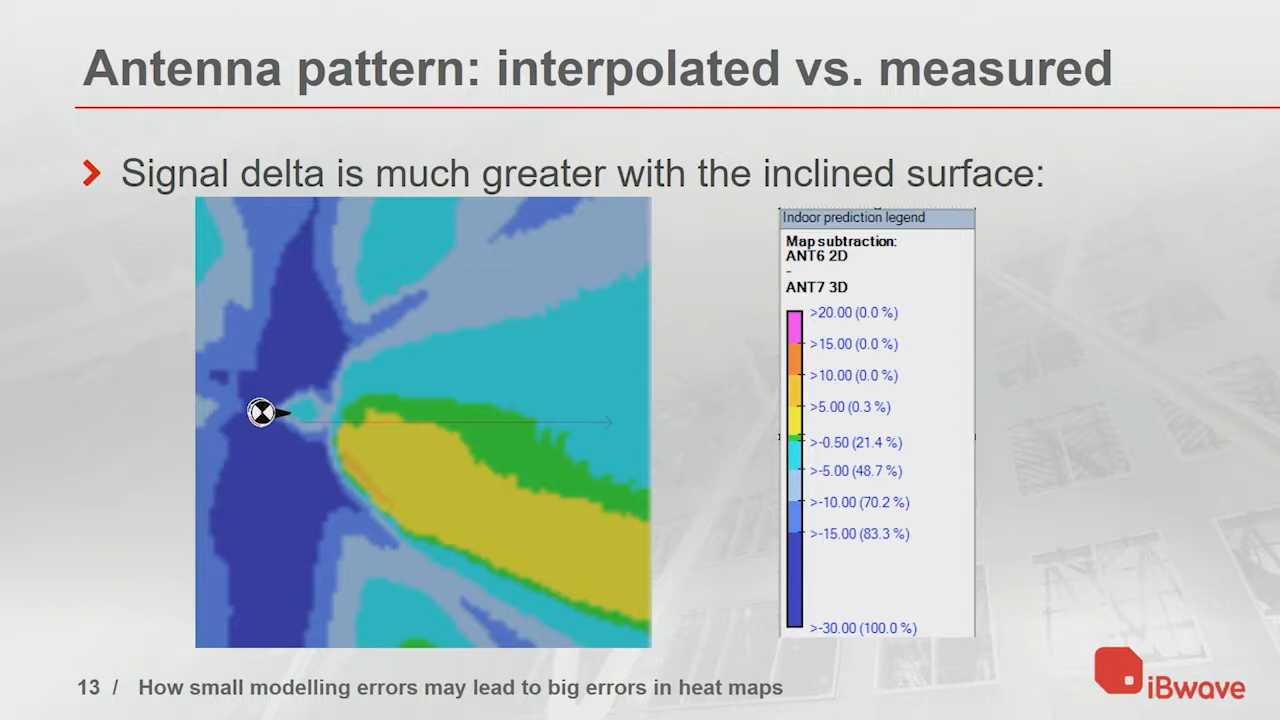 Antenna pattern: interpolated vs. measured
Signal delta is much greater with the inclined surface:
Indoor prediction legend
Map subtraction:
ANT6 2D
-
ANT7 3D
>20.00 (0.0 %)
>15.00 (0.0 %)
>10.00 (0.0 %)
>5.00 (0.3 %)
>-0.50 (21.4 %)
>-5.00 (48.7 %)
>-10.00 (70.2 %)
>-15.00 (83.3 %)
>-30.00 (100.0 %)
13 / How small modelling errors may lead to big errors in heat maps
iBwave